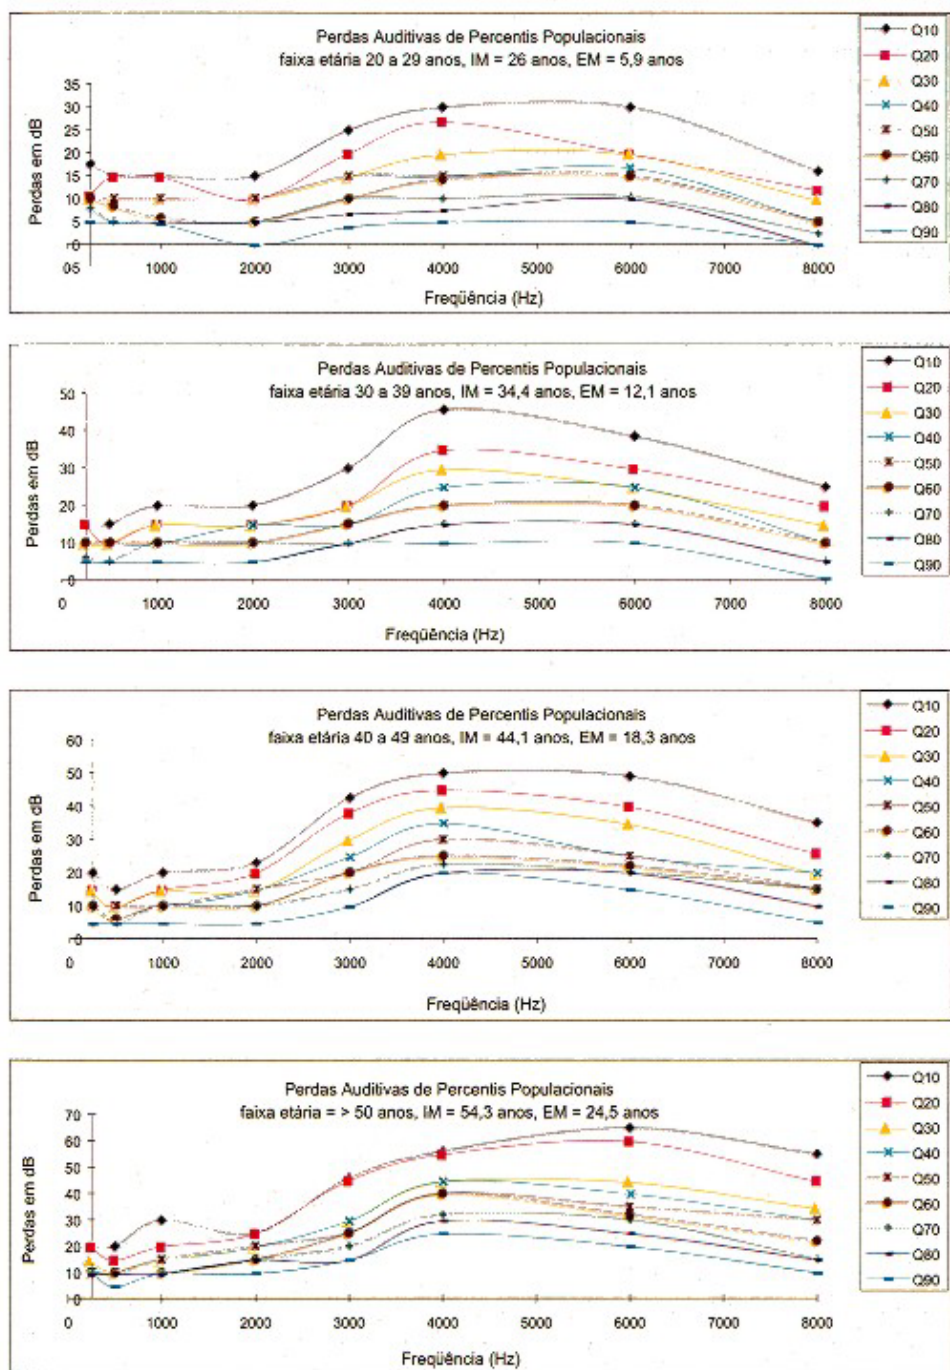 Perdas Auditivas de Percentis Populacionais
faixa etária 20 a 29 anos, IM = 26 anos, EM = 5,9 anos
Perdas em dB
35
30
25
20
15
10
5
0
05 1000 2000 3000 4000 5000 6000 7000 8000
Freqüência (Hz)
Q10
Q20
Q30
Q40
Q50
Q60
Q70
Q80
Q90
Perdas Auditivas de Percentis Populacionais
faixa etária 30 a 39 anos, IM = 34,4 anos, EM = 12,1 anos
Perdas em dB
50
40
30
20
10
0
0 1000 2000 3000 4000 5000 6000 7000 8000
Freqüência (Hz)
Q10
Q20
Q30
Q40
Q50
Q60
Q70
Q80
Q90
Perdas Auditivas de Percentis Populacionais
faixa etária 40 a 49 anos, IM = 44,1 anos, EM = 18,3 anos
Perdas em dB
60
50
40
30
20
10
0
0 1000 2000 3000 4000 5000 6000 7000 8000
Freqüência (Hz)
Q10
Q20
Q30
Q40
Q50
Q60
Q70
Q80
Q90
Perdas Auditivas de Percentis Populacionais
faixa etária = > 50 anos, IM = 54,3 anos, EM = 24,5 anos
Perdas em dB
70
60
50
40
30
20
10
0
0 1000 2000 3000 4000 5000 6000 7000 8000
Freqüência (Hz)
Q10
Q20
Q30
Q40
Q50
Q60
Q70
Q80
Q90